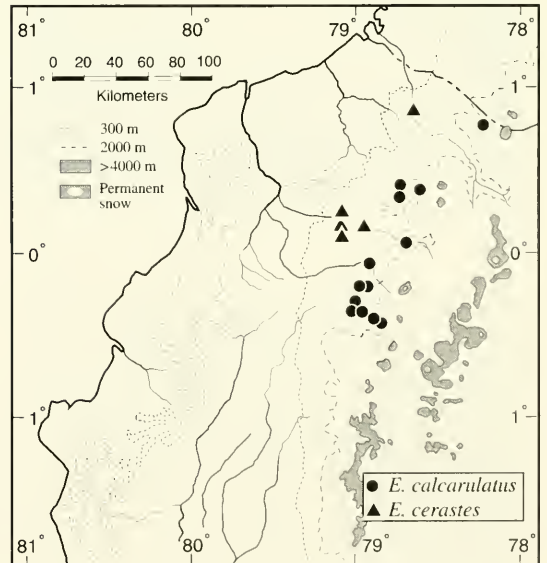 81° 80° 79° 78°
0 20 40 60 80 100
Kilometers
300 m
2000 m
>4000 m
Permanent
snow
1° 1°
0° 0°
1° 1°
E. calcarulatus
E. cerastes
81° 80 79° 78°